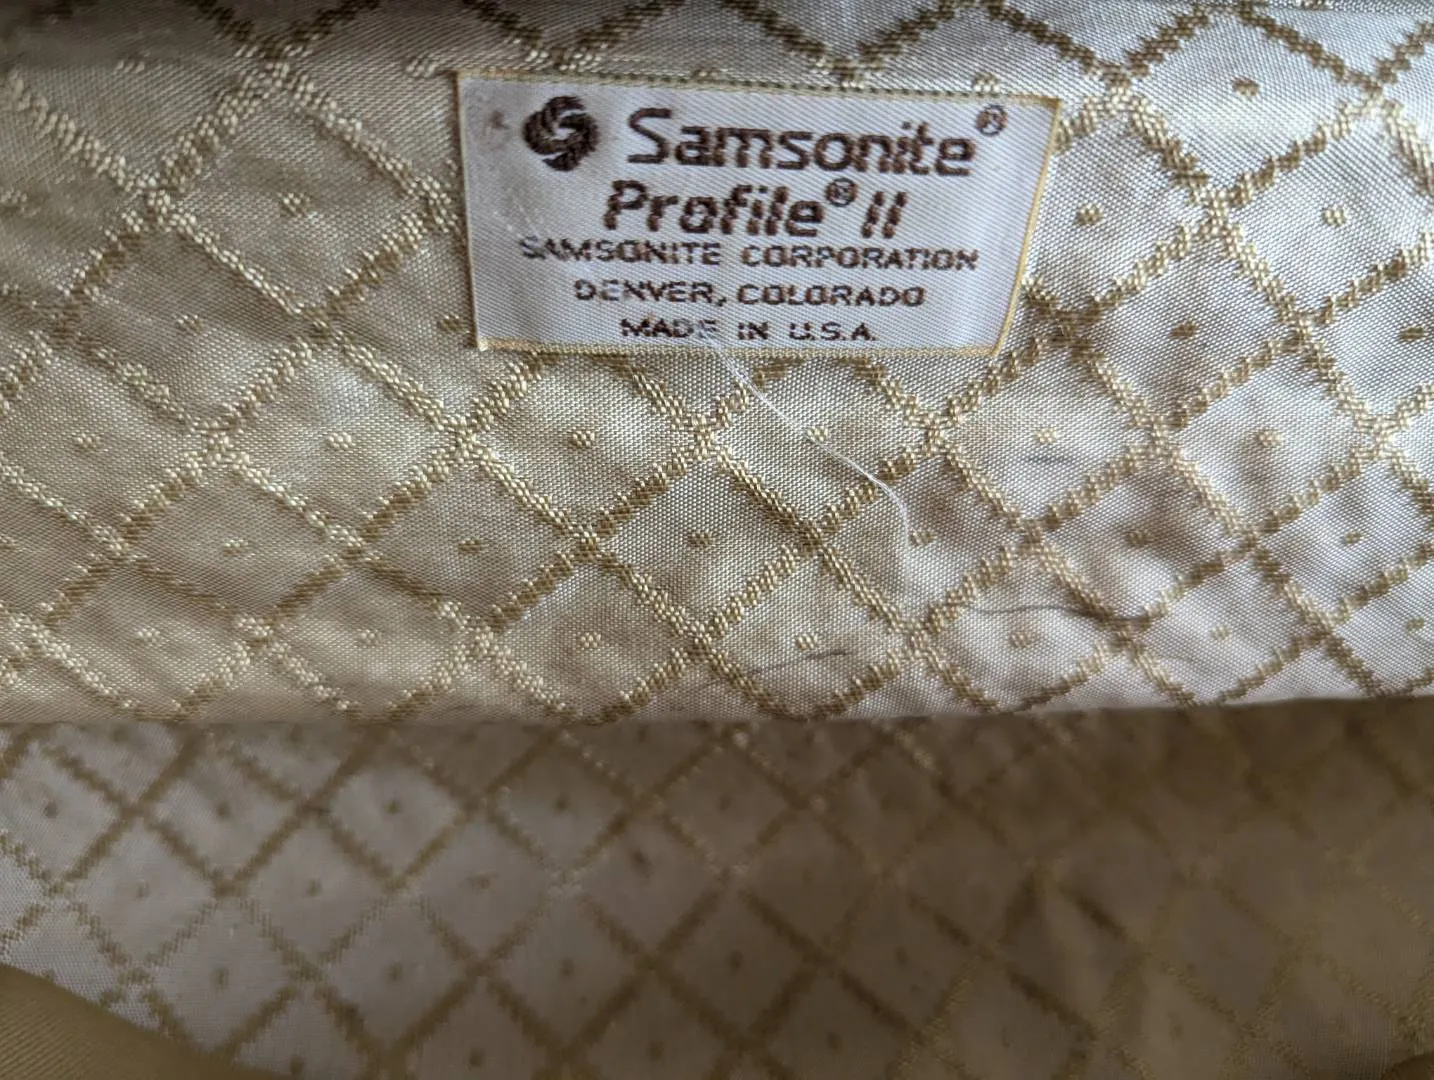 Samsonite®
Profile® II
SAMSONITE CORPORATION
DENVER, COLORADO
MADE IN U.S.A.